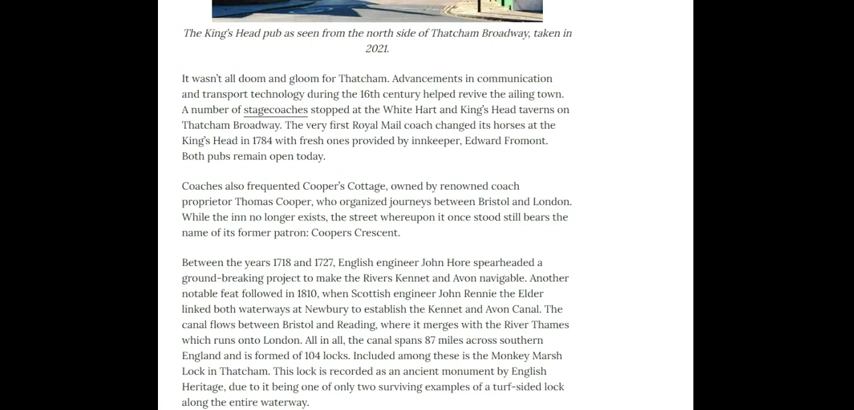 The King's Head pub as seen from the north side of Thatcham Broadway, taken in
2021.
It wasn't all doom and gloom for Thatcham. Advancements in communication
and transport technology during the 16th century helped revive the ailing town.
A number of stagecoaches stopped at the White Hart and King's Head taverns on
Thatcham Broadway. The very first Royal Mail coach changed its horses at the
King's Head in 1784 with fresh ones provided by innkeeper, Edward Fromont.
Both pubs remain open today.
Coaches also frequented Cooper's Cottage, owned by renowned coach
proprietor Thomas Cooper, who organized journeys between Bristol and London.
While the inn no longer exists, the street whereupon it once stood still bears the
name of its former patron: Coopers Crescent.
Between the years 1718 and 1727, English engineer John Hore spearheaded a
ground-breaking project to make the Rivers Kennet and Avon navigable. Another
notable feat followed in 1810, when Scottish engineer John Rennie the Elder
linked both waterways at Newbury to establish the Kennet and Avon Canal. The
canal flows between Bristol and Reading, where it merges with the River Thames
which runs onto London. All in all, the canal spans 87 miles across southern
England and is formed of 104 locks. Included among these is the Monkey Marsh
Lock in Thatcham. This lock is recorded as an ancient monument by English
Heritage, due to it being one of only two surviving examples of a turf-sided lock
along the entire waterway.